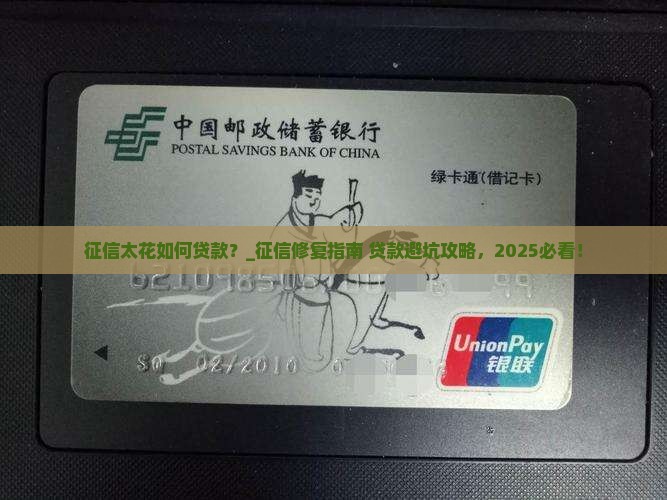 中国邮政储蓄银行
POSTAL SAVINGS BANK OF CHINA
绿卡通(借记卡)
征信太花如何贷款？_征信修复指南 贷款避坑攻略，2025必看！
UnionPay
银联
02/2010